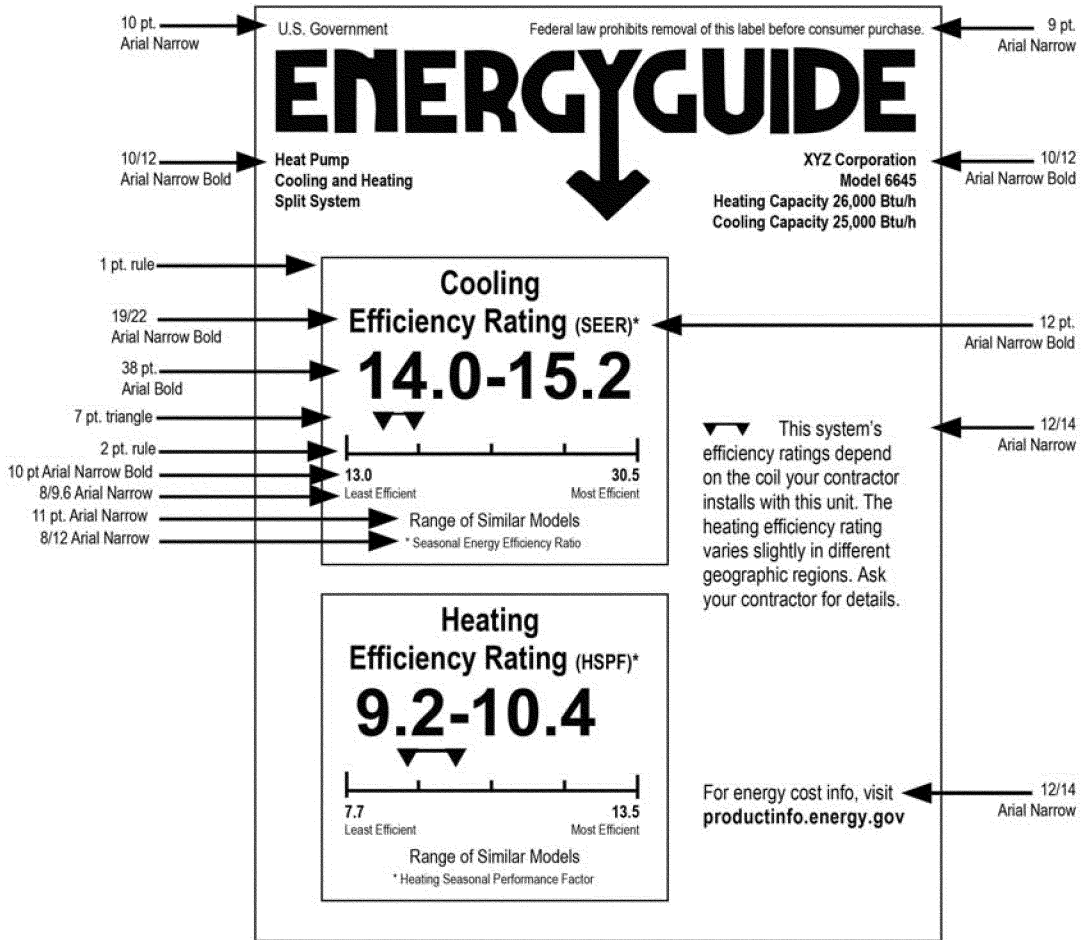 10 pt.
Arial Narrow
U.S. Government
Federal law prohibits removal of this label before consumer purchase.
9 pt.
Arial Narrow
ENERGYGUIDE
10/12
Arial Narrow Bold
Heat Pump
Cooling and Heating
Split System
XYZ Corporation
Model 6645
Heating Capacity 26,000 Btu/h
Cooling Capacity 25,000 Btu/h
10/12
Arial Narrow Bold
1 pt. rule
19/22
Arial Narrow Bold
38 pt.
Arial Bold
7 pt. triangle
2 pt. rule
10 pt Arial Narrow Bold
8/9.6 Arial Narrow
11 pt. Arial Narrow
8/12 Arial Narrow
Cooling
Efficiency Rating (SEER)*
14.0-15.2
13.0 30.5
Least Efficient Most Efficient
Range of Similar Models
* Seasonal Energy Efficiency Ratio
12 pt.
Arial Narrow Bold
This system's
efficiency ratings depend
on the coil your contractor
installs with this unit. The
heating efficiency rating
varies slightly in different
geographic regions. Ask
your contractor for details.
12/14
Arial Narrow
Heating
Efficiency Rating (HSPF)*
9.2-10.4
7.7 13.5
Least Efficient Most Efficient
Range of Similar Models
* Heating Seasonal Performance Factor
For energy cost info, visit
productinfo.energy.gov
12/14
Arial Narrow